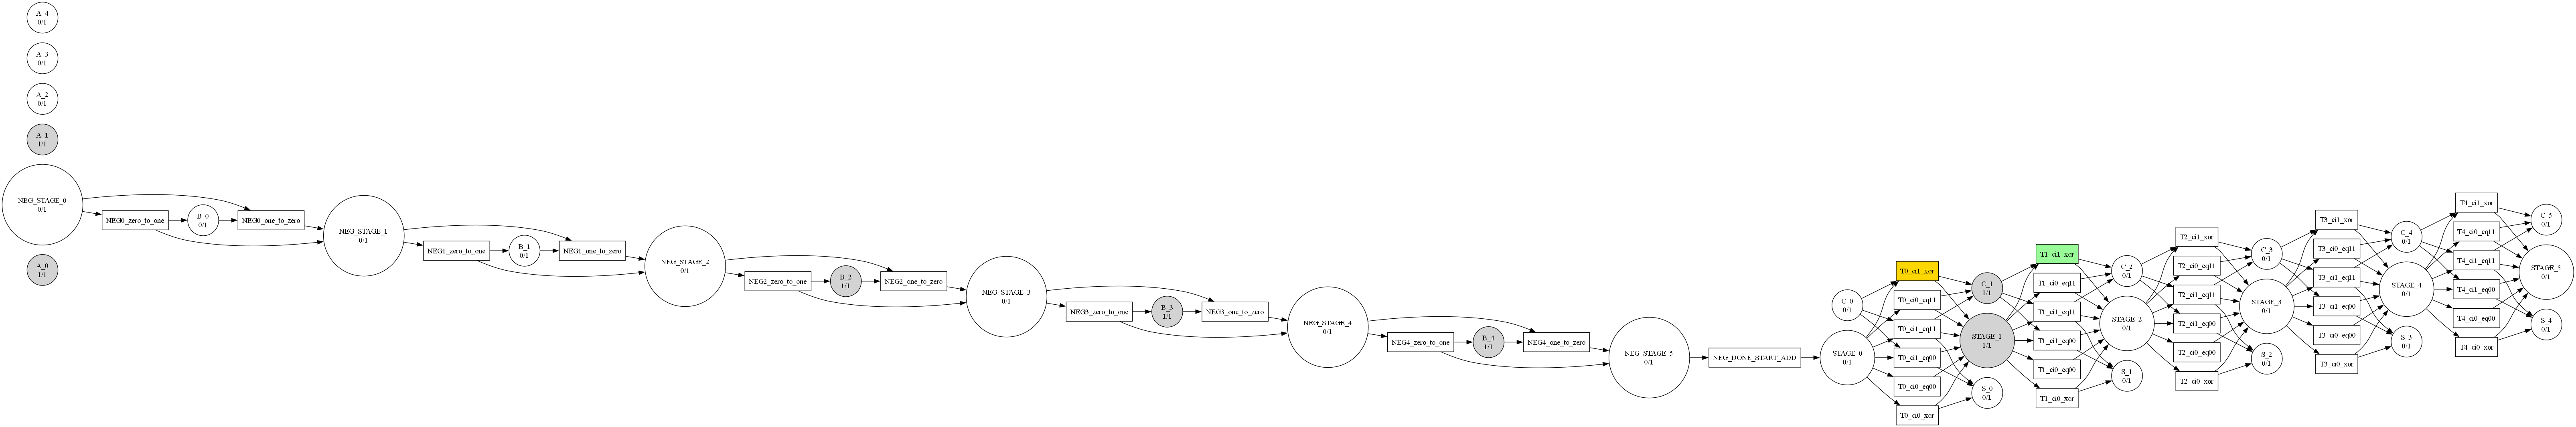 A_4
0/1
A_3
0/1
A_2
0/1
A_1
1/1
NEG_STAGE_0
0/1
A_0
1/1
NEG0_zero_to_one
B_0
0/1
NEG0_one_to_zero
NEG_STAGE_1
0/1
NEG1_zero_to_one
B_1
0/1
NEG1_one_to_zero
NEG_STAGE_2
0/1
NEG2_zero_to_one
B_2
1/1
NEG2_one_to_zero
NEG_STAGE_3
0/1
NEG3_zero_to_one
B_3
1/1
NEG3_one_to_zero
NEG_STAGE_4
0/1
NEG4_zero_to_one
B_4
1/1
NEG4_one_to_zero
NEG_STAGE_5
0/1
NEG_DONE_START_ADD
C_0
0/1
STAGE_0
0/1
T0_ci1_xor
T0_ci0_eq11
T0_ci1_eq11
T0_ci1_eq00
T0_ci0_eq00
T0_ci0_xor
C_1
1/1
STAGE_1
1/1
S_0
0/1
T1_ci1_xor
T1_ci0_eq11
T1_ci1_eq11
T1_ci1_eq00
T1_ci0_eq00
T1_ci0_xor
C_2
0/1
STAGE_2
0/1
S_1
0/1
T2_ci1_xor
T2_ci0_eq11
T2_ci1_eq11
T2_ci1_eq00
T2_ci0_eq00
T2_ci0_xor
C_3
0/1
STAGE_3
0/1
S_2
0/1
T3_ci1_xor
T3_ci0_eq11
T3_ci1_eq11
T3_ci1_eq00
T3_ci0_eq00
T3_ci0_xor
C_4
0/1
STAGE_4
0/1
S_3
0/1
T4_ci1_xor
T4_ci0_eq11
T4_ci1_eq11
T4_ci1_eq00
T4_ci0_eq00
T4_ci0_xor
C_5
0/1
STAGE_5
0/1
S_4
0/1